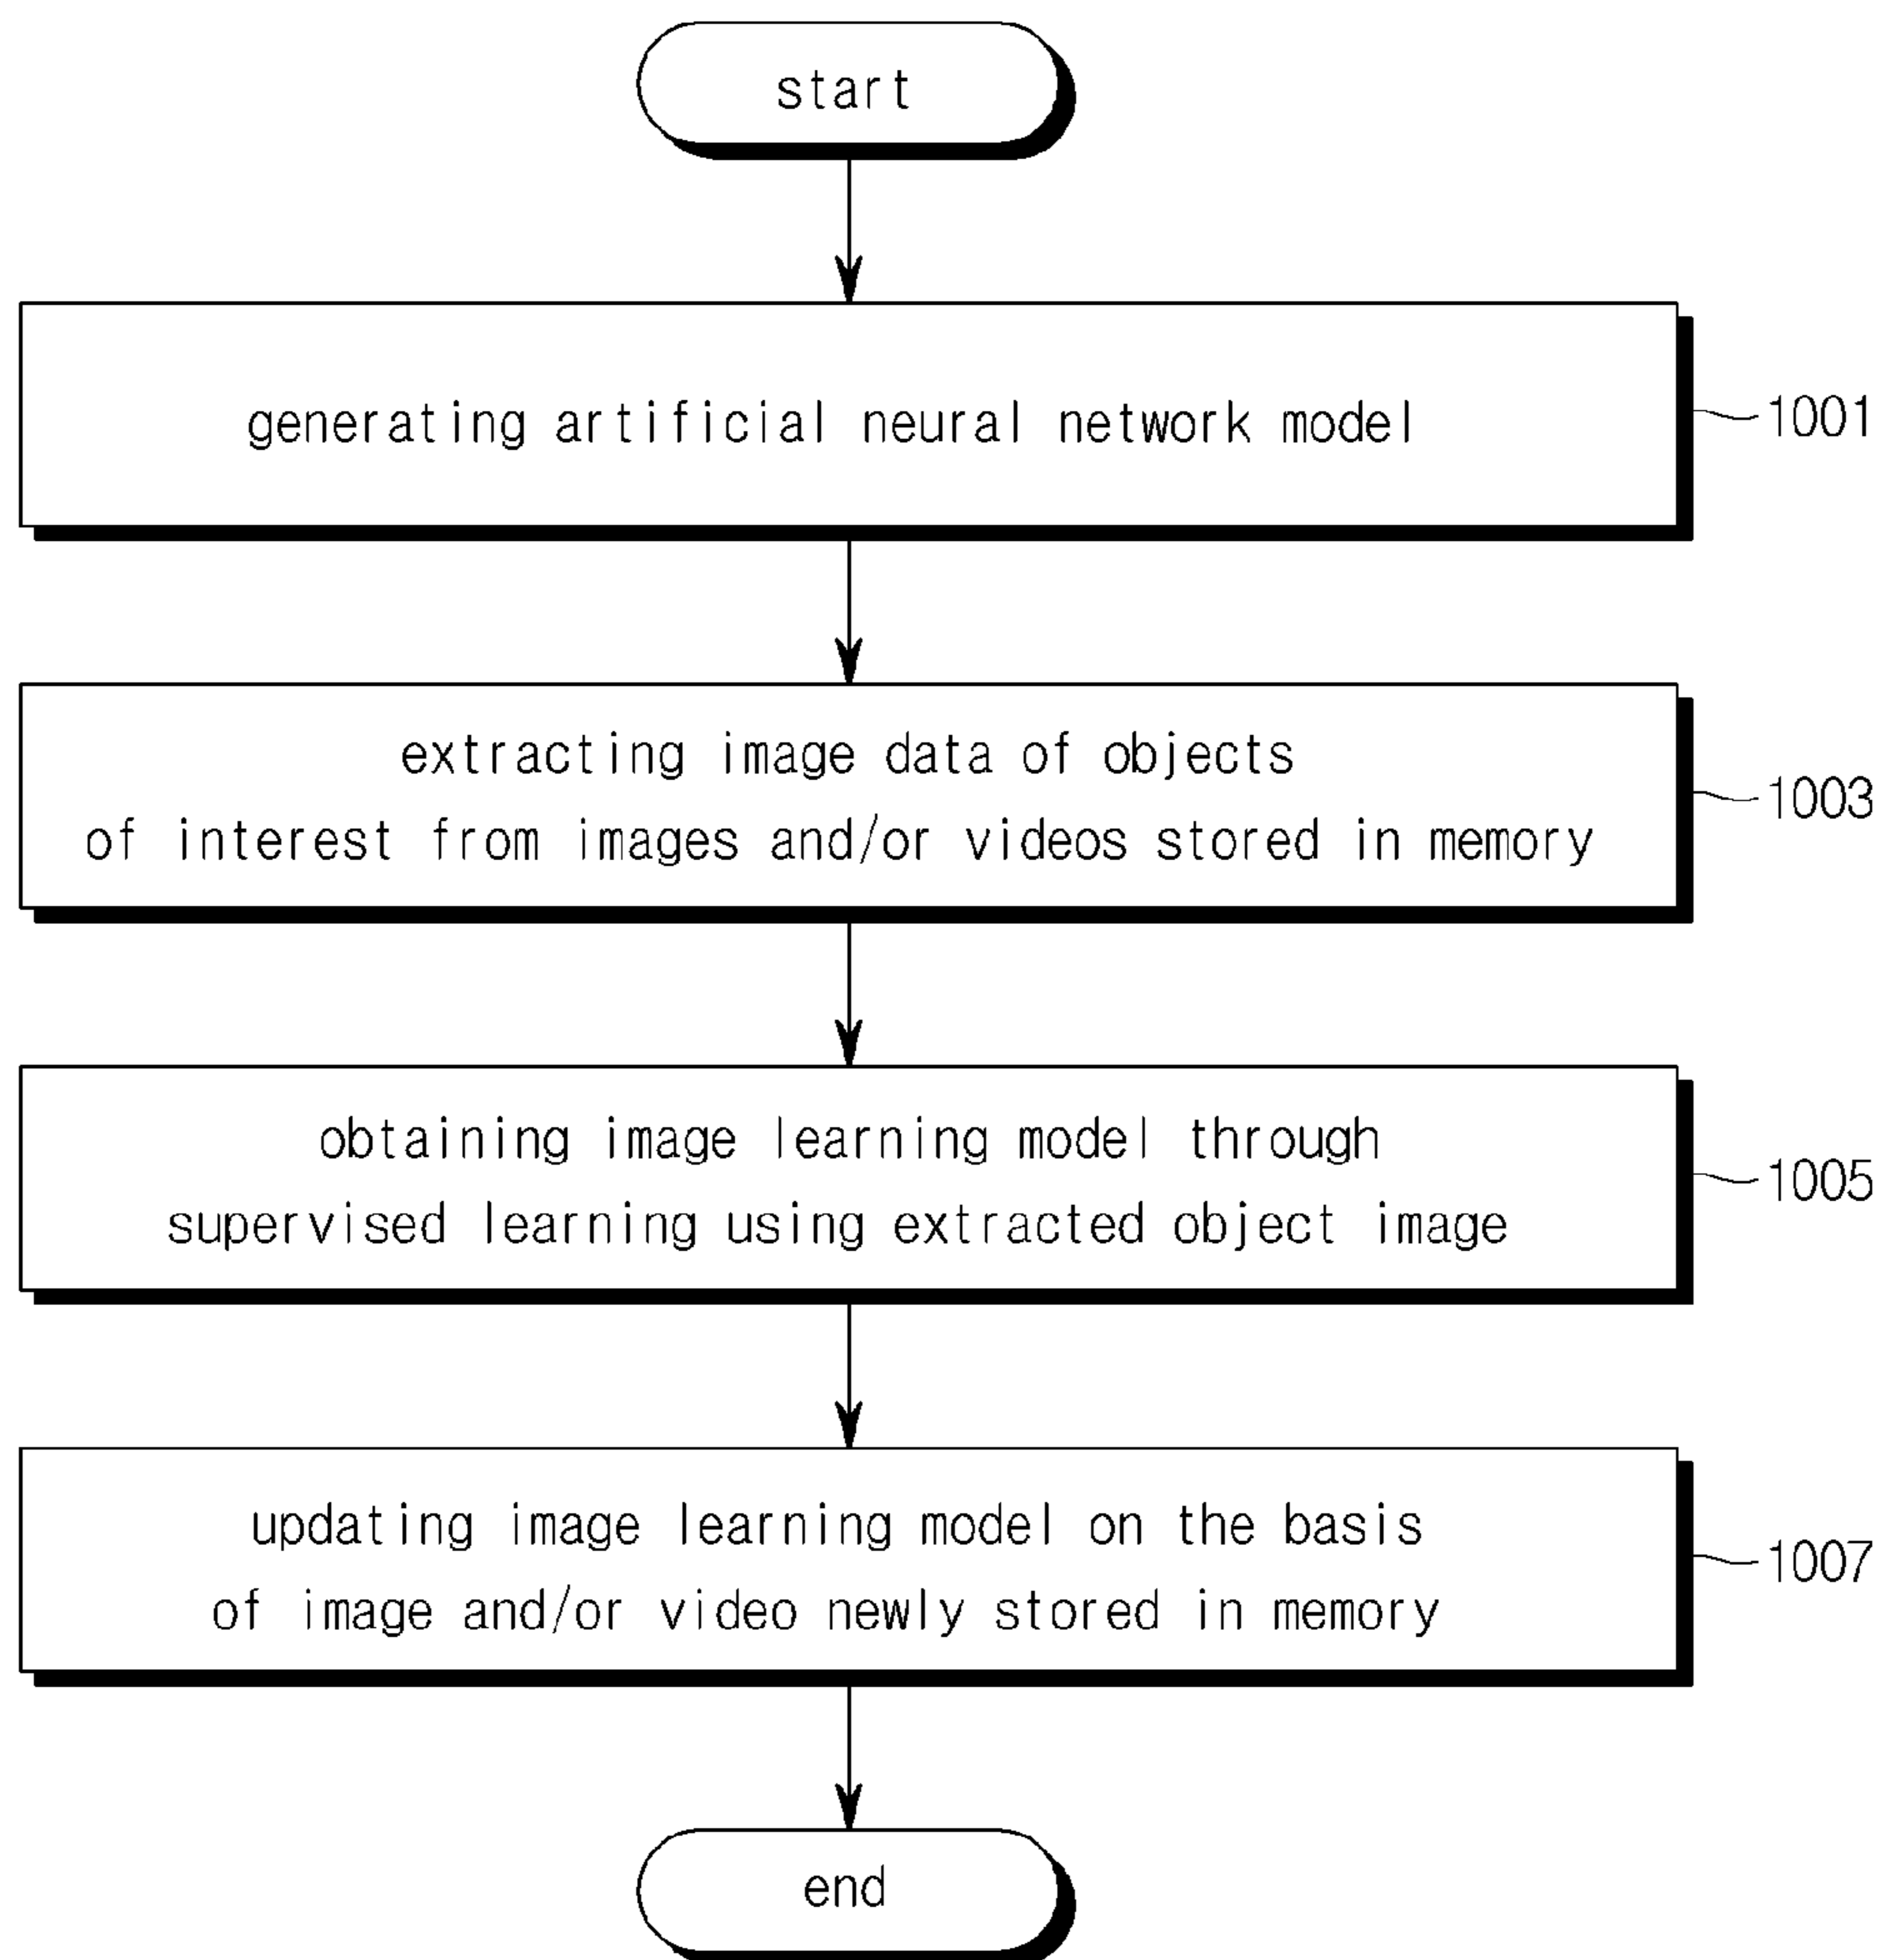 start
generating artificial neural network model
1001
extracting image data of objects
of interest from images and/or videos stored in memory
1003
obtaining image learning model through
supervised learning using extracted object image
1005
updating image learning model on the basis
of image and/or video newly stored in memory
1007
end